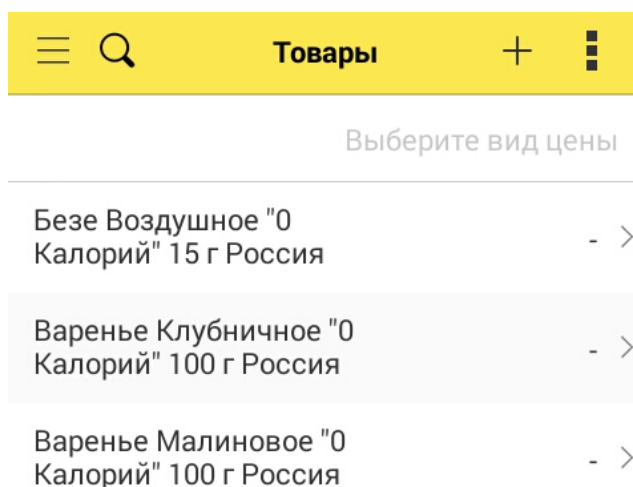 Товары
Выберите вид цены
Безе Воздушное "0
Калорий" 15 г Россия
-
Варенье Клубничное "0
Калорий" 100 г Россия
-
Варенье Малиновое "0
Калорий" 100 г Россия
-